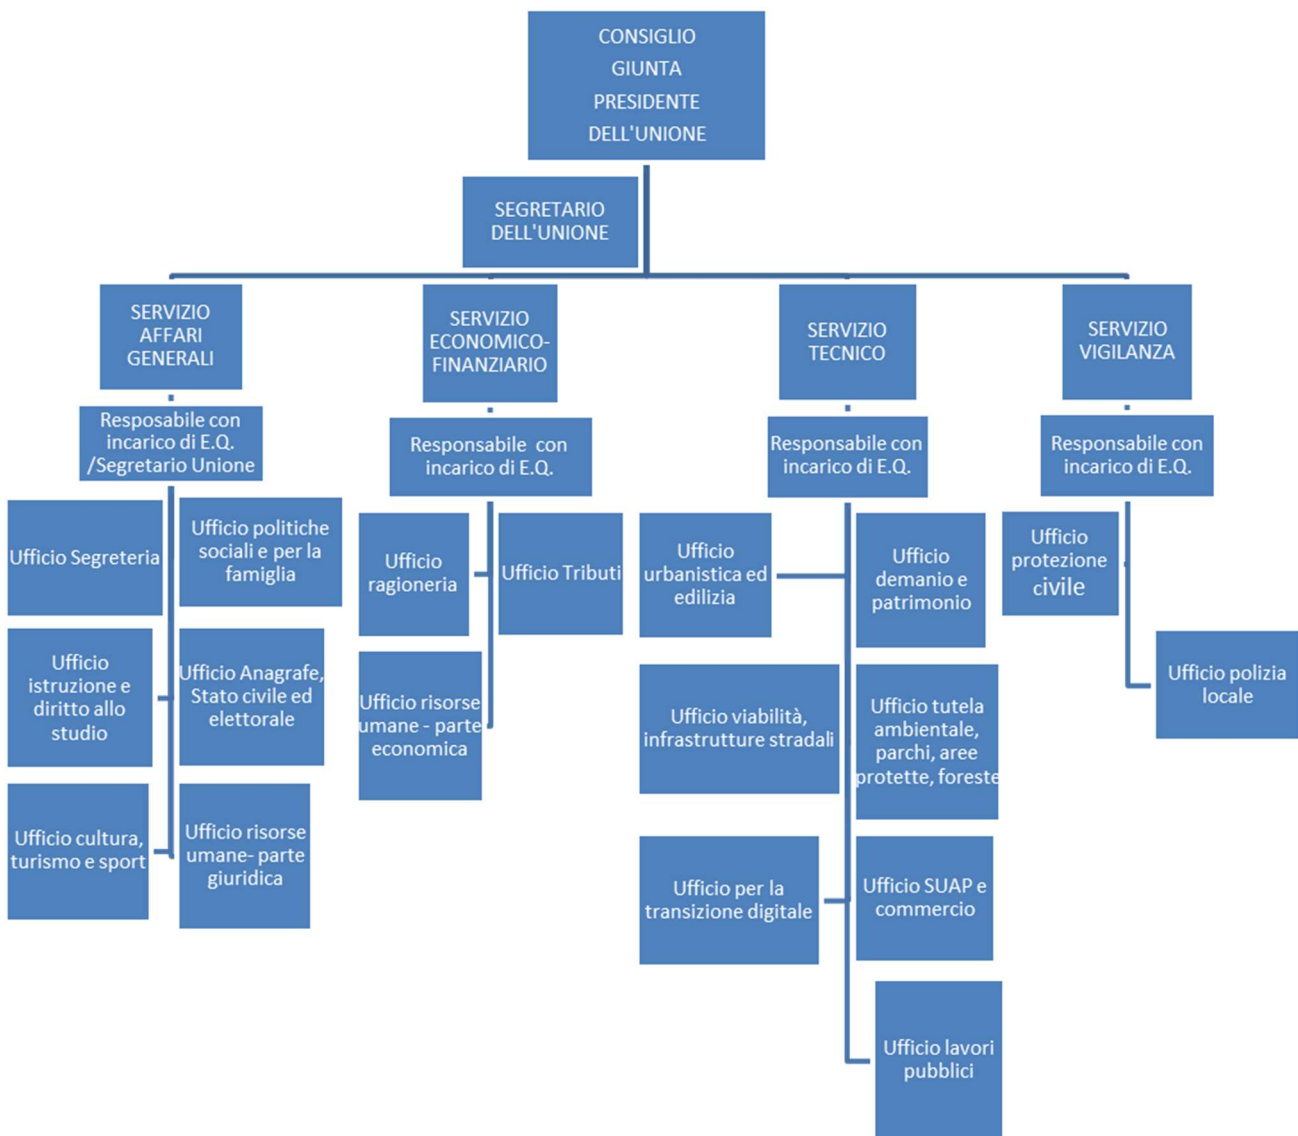 CONSIGLIO
GIUNTA
PRESIDENTE
DELL'UNIONE
SEGRETARIO
DELL'UNIONE
SERVIZIO
AFFARI
GENERALI
Resposabile con
incarico di E.Q.
/Segretario Unione
Ufficio Segreteria
Ufficio politiche
sociali e per la
famiglia
Ufficio
istruzione e
diritto allo
studio
Ufficio Anagrafe,
Stato civile ed
elettorale
Ufficio cultura,
turismo e sport
Ufficio risorse
umane- parte
giuridica
SERVIZIO
ECONOMICO-
FINANZIARIO
Responsabile con
incarico di E.Q.
Ufficio
ragioneria
Ufficio Tributi
Ufficio risorse
umane - parte
economica
SERVIZIO
TECNICO
Responsabile con
incarico di E.Q.
Ufficio
urbanistica ed
edilizia
Ufficio
demanio e
patrimonio
Ufficio viabilità,
infrastrutture stradali
Ufficio tutela
ambientale,
parchi, aree
protette, foreste
Ufficio per la
transizione digitale
Ufficio SUAP e
commercio
Ufficio lavori
pubblici
SERVIZIO
VIGILANZA
Responsabile con
incarico di E.Q.
Ufficio
protezione
civile
Ufficio polizia
locale